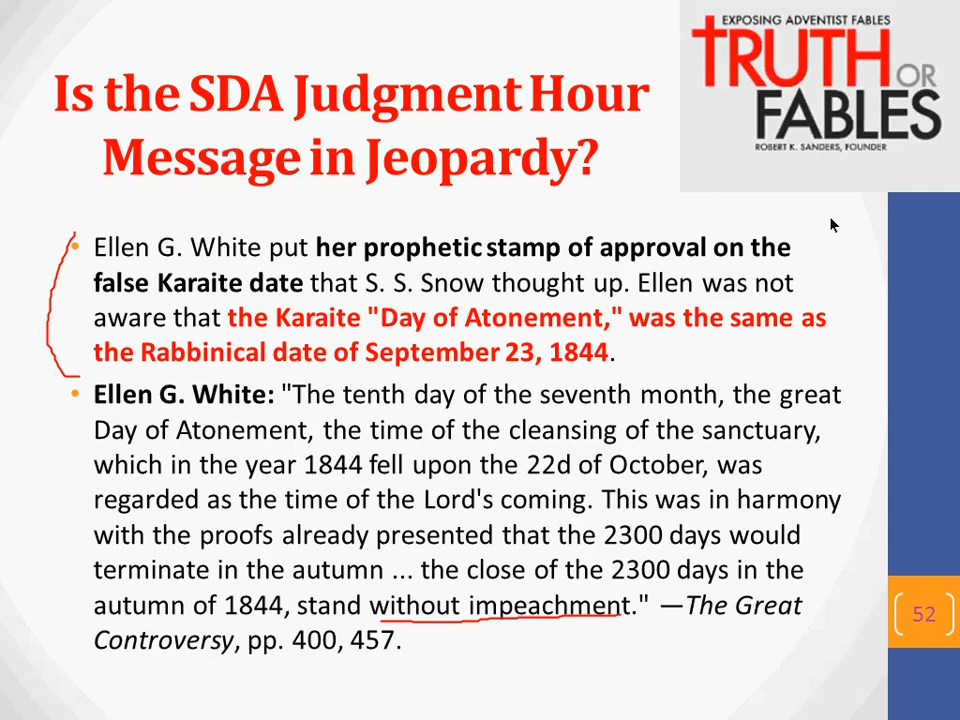 EXPOSING ADVENTIST FABLES
TRUTH OR
FABLES
ROBERT K. SANDERS, FOUNDER
Is the SDA Judgment Hour
Message in Jeopardy?
• Ellen G. White put her prophetic stamp of approval on the
false Karaite date that S. S. Snow thought up. Ellen was not
aware that the Karaite "Day of Atonement," was the same as
the Rabbinical date of September 23, 1844.
• Ellen G. White: "The tenth day of the seventh month, the great
Day of Atonement, the time of the cleansing of the sanctuary,
which in the year 1844 fell upon the 22d of October, was
regarded as the time of the Lord's coming. This was in harmony
with the proofs already presented that the 2300 days would
terminate in the autumn ... the close of the 2300 days in the
autumn of 1844, stand without impeachment." —The Great
Controversy, pp. 400, 457.
52